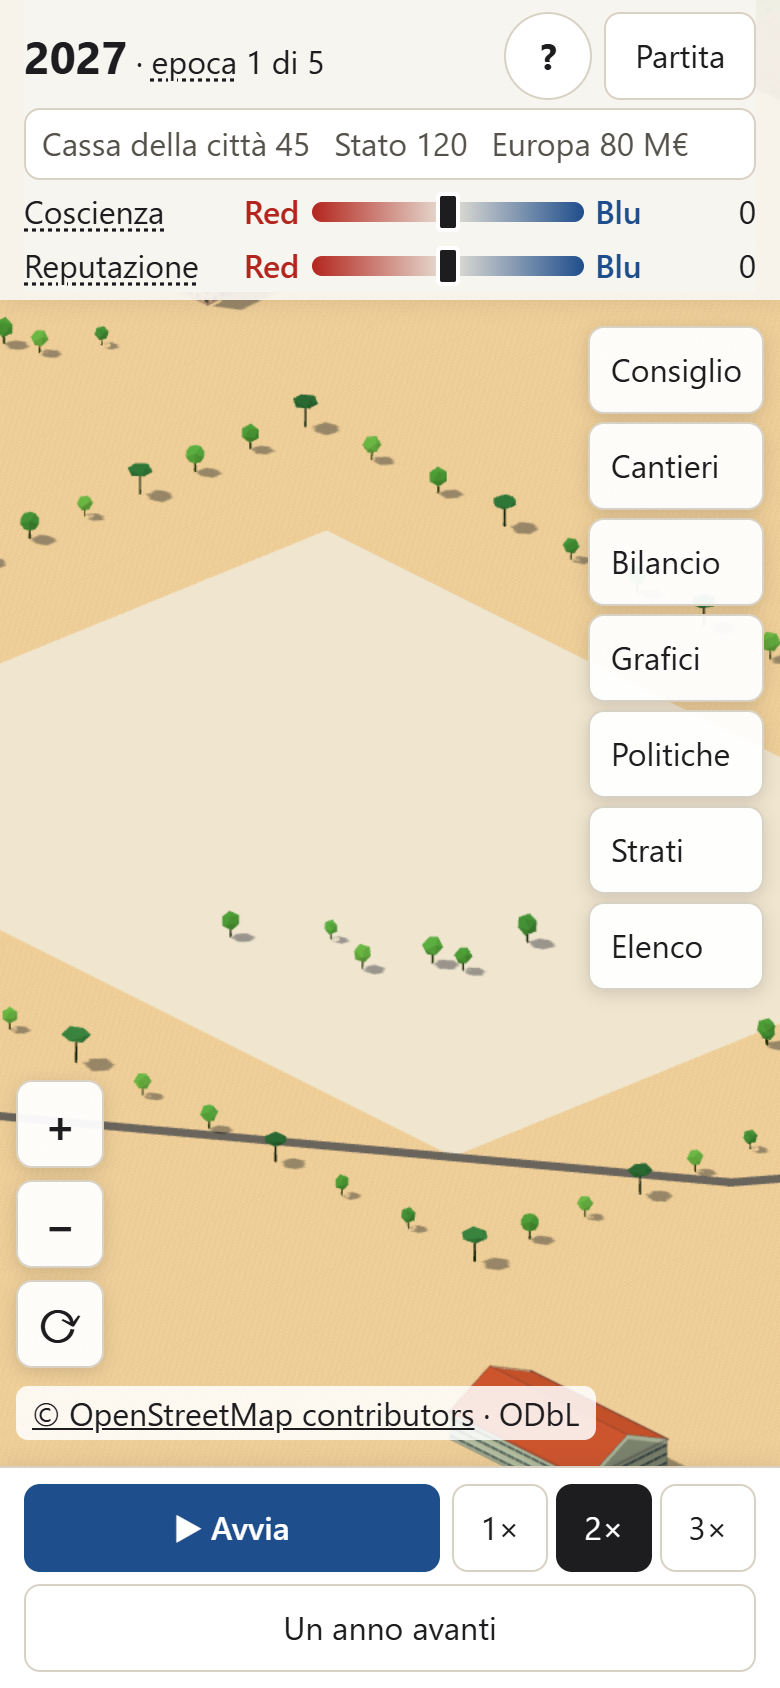 2027 · epoca 1 di 5
?
Partita
Cassa della città 45 Stato 120 Europa 80 M€
Coscienza Red Blu 0
Reputazione Red Blu 0
Consiglio
Cantieri
Bilancio
Grafici
Politiche
Strati
Elenco
+
−
© OpenStreetMap contributors · ODbL
▶ Avvia
1×
2×
3×
Un anno avanti